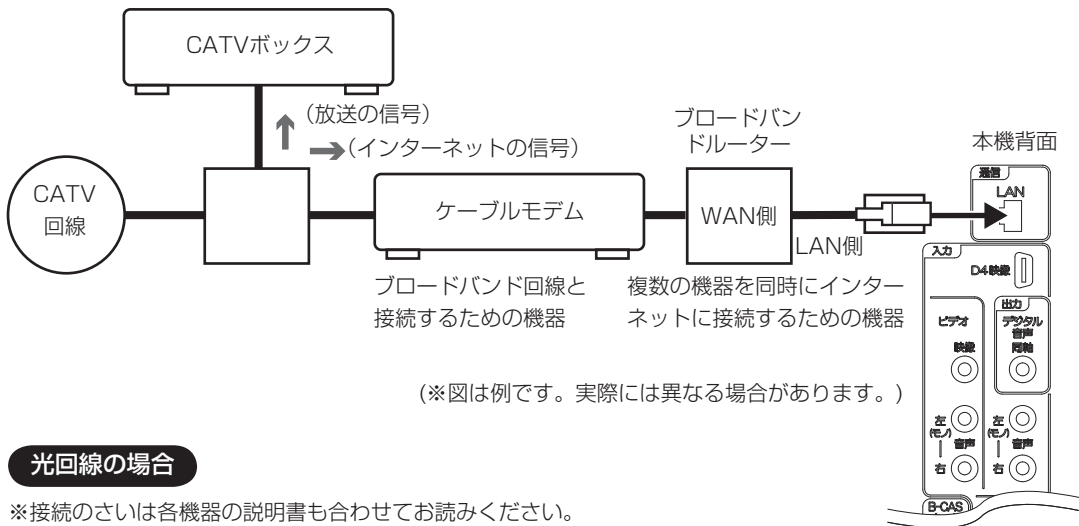 CATVボックス
(放送の信号)
(インターネットの信号)
ブロードバン
ドルーター
本機背面
CATV
回線
ケーブルモデム
WAN側
LAN側
通信
LAN
ブロードバンド回線と
接続するための機器
複数の機器を同時にインター
ネットに接続するための機器
入力
D4映像
出力
ビデオ
映像
デジタル
音声
同軸
左
(モノ)
音声
右
左
(モノ)
音声
右
B-CAS
(※図は例です。実際には異なる場合があります。)
光回線の場合
※接続のさいは各機器の説明書も合わせてお読みください。